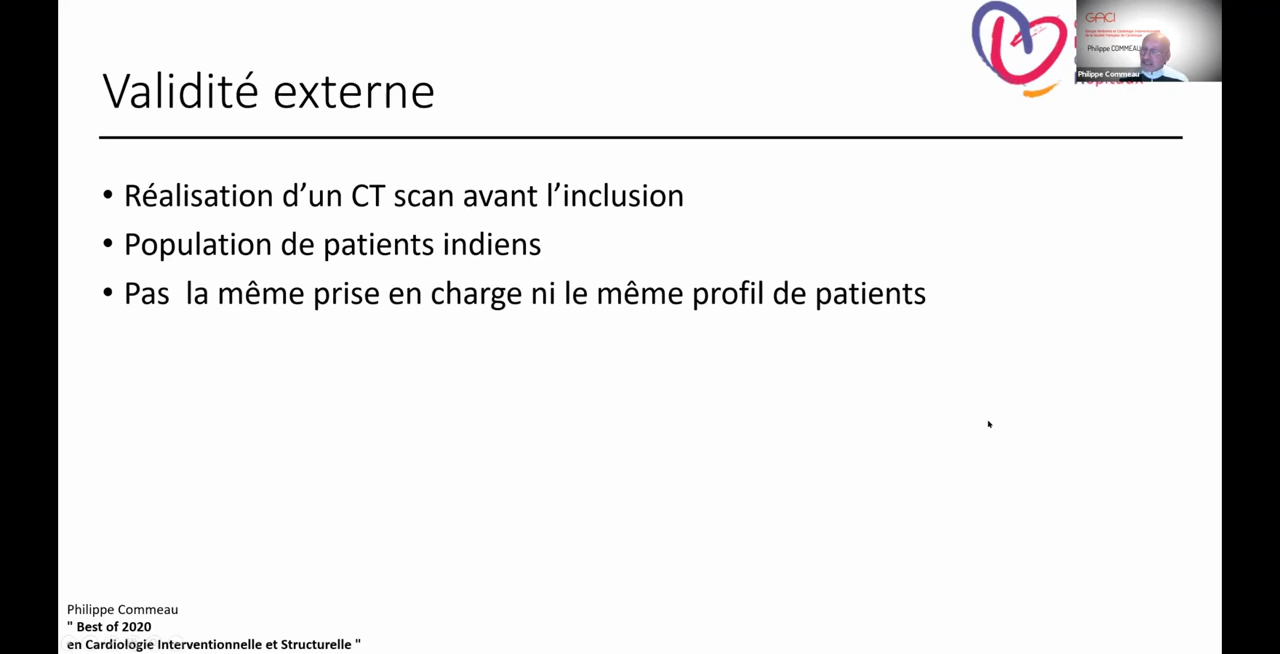 Validité externe
• Réalisation d’un CT scan avant l’inclusion
• Population de patients indiens
• Pas la même prise en charge ni le même profil de patients
GACI
Philippe COMMEAU
Philippe Commeau
Philippe Commeau
" Best of 2020
en Cardiologie Interventionnelle et Structurelle "